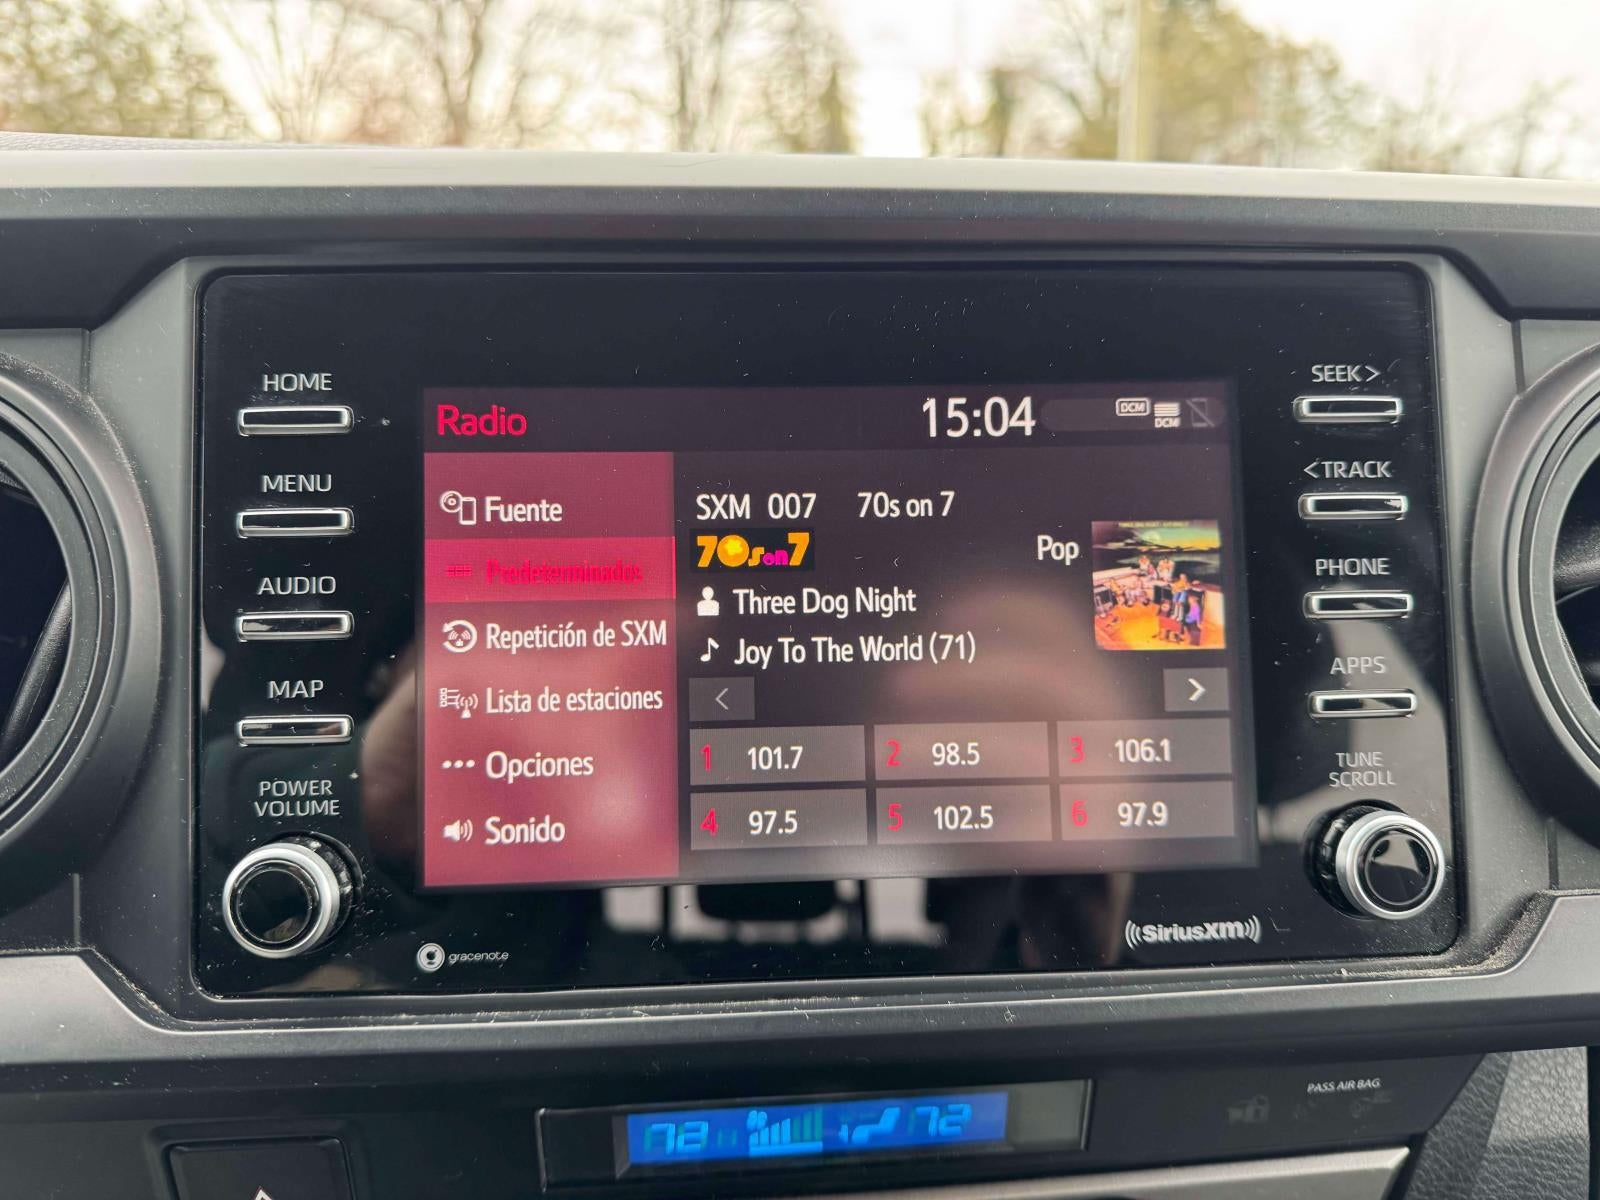 HOME
MENU
AUDIO
MAP
POWER
VOLUME
Radio
15:04
DCM
DCM
Fuente
Predeterminados
Repetición de SXM
Lista de estaciones
Opciones
Sonido
SXM 007 70s on 7
70s on 7
Pop
Three Dog Night
Joy To The World (71)
<
>
1 101.7
2 98.5
3 106.1
4 97.5
5 102.5
6 97.9
SEEK >
< TRACK
PHONE
APPS
TUNE
SCROLL
gracenote
((SiriusXM))
PASS AIR BAG
72
72